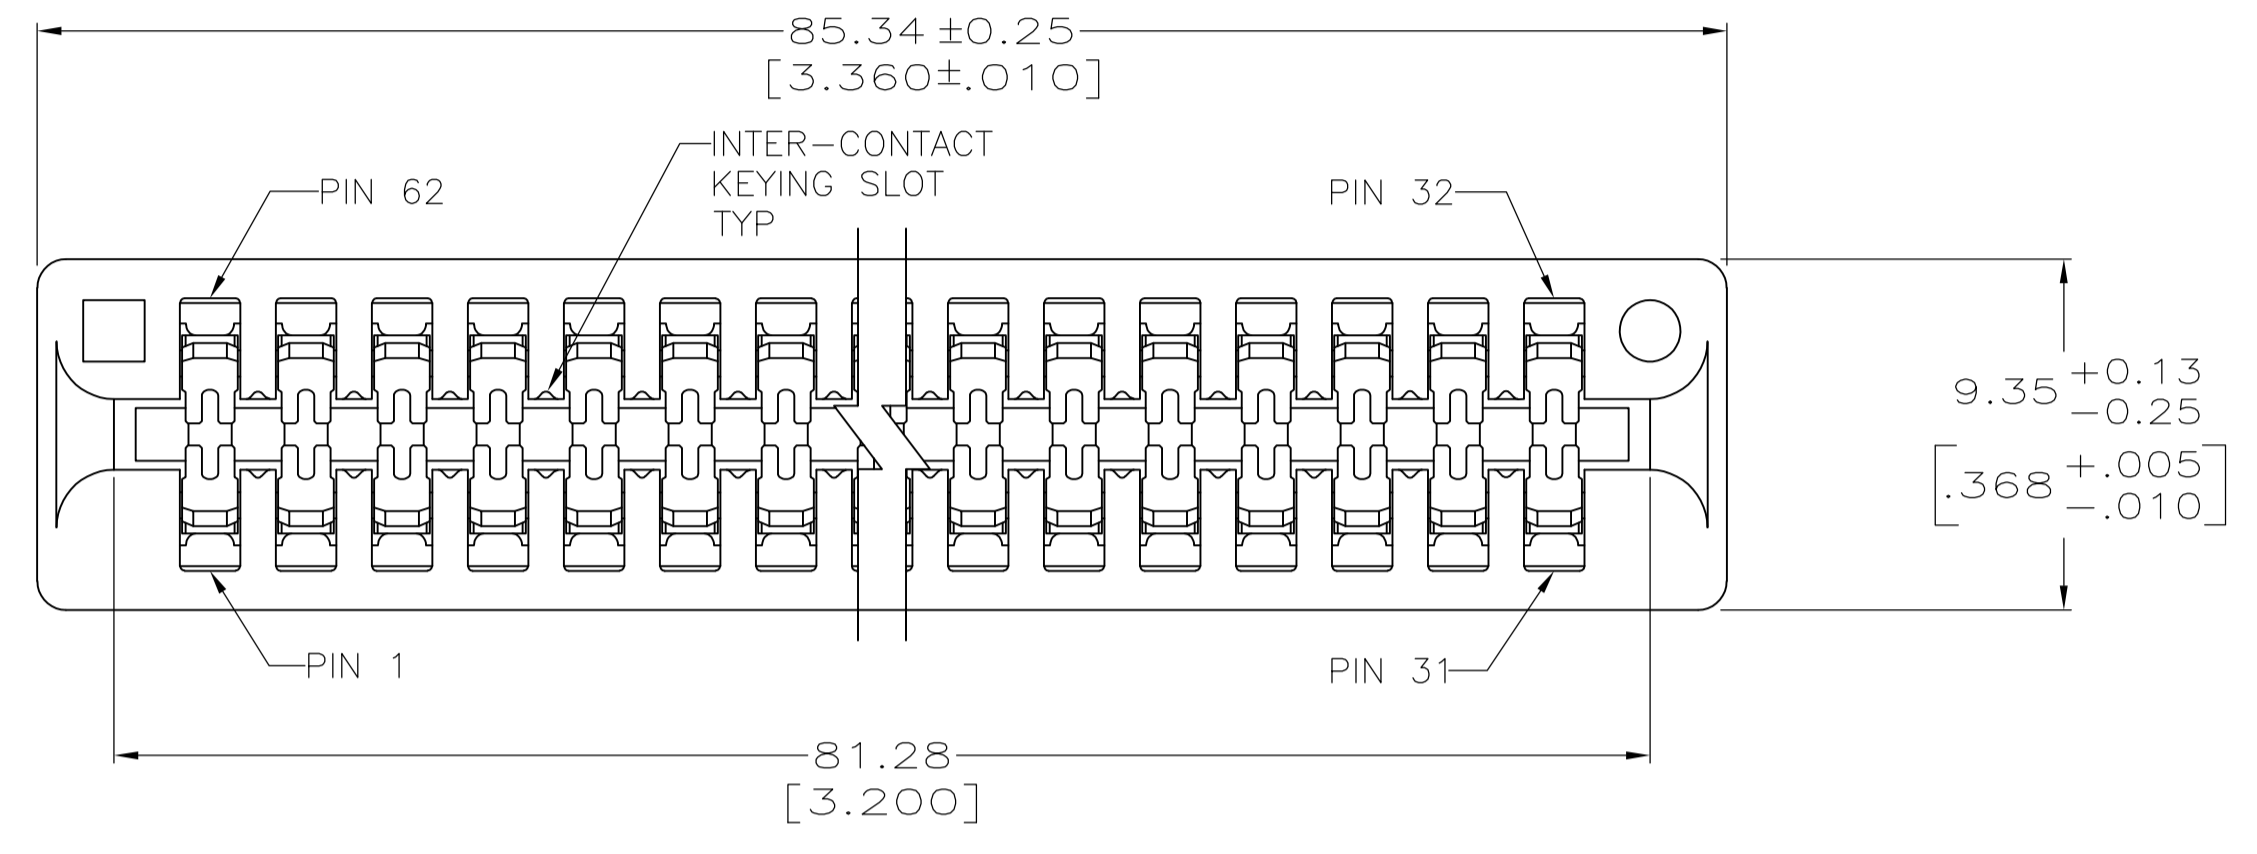 85.34 ±0.25
[3.360±.010]
INTER-CONTACT
KEYING SLOT
TYP
PIN 62
PIN 32
9.35 +0.13
-0.25
[.368 +.005
-.010]
PIN 1
PIN 31
81.28
[3.200]